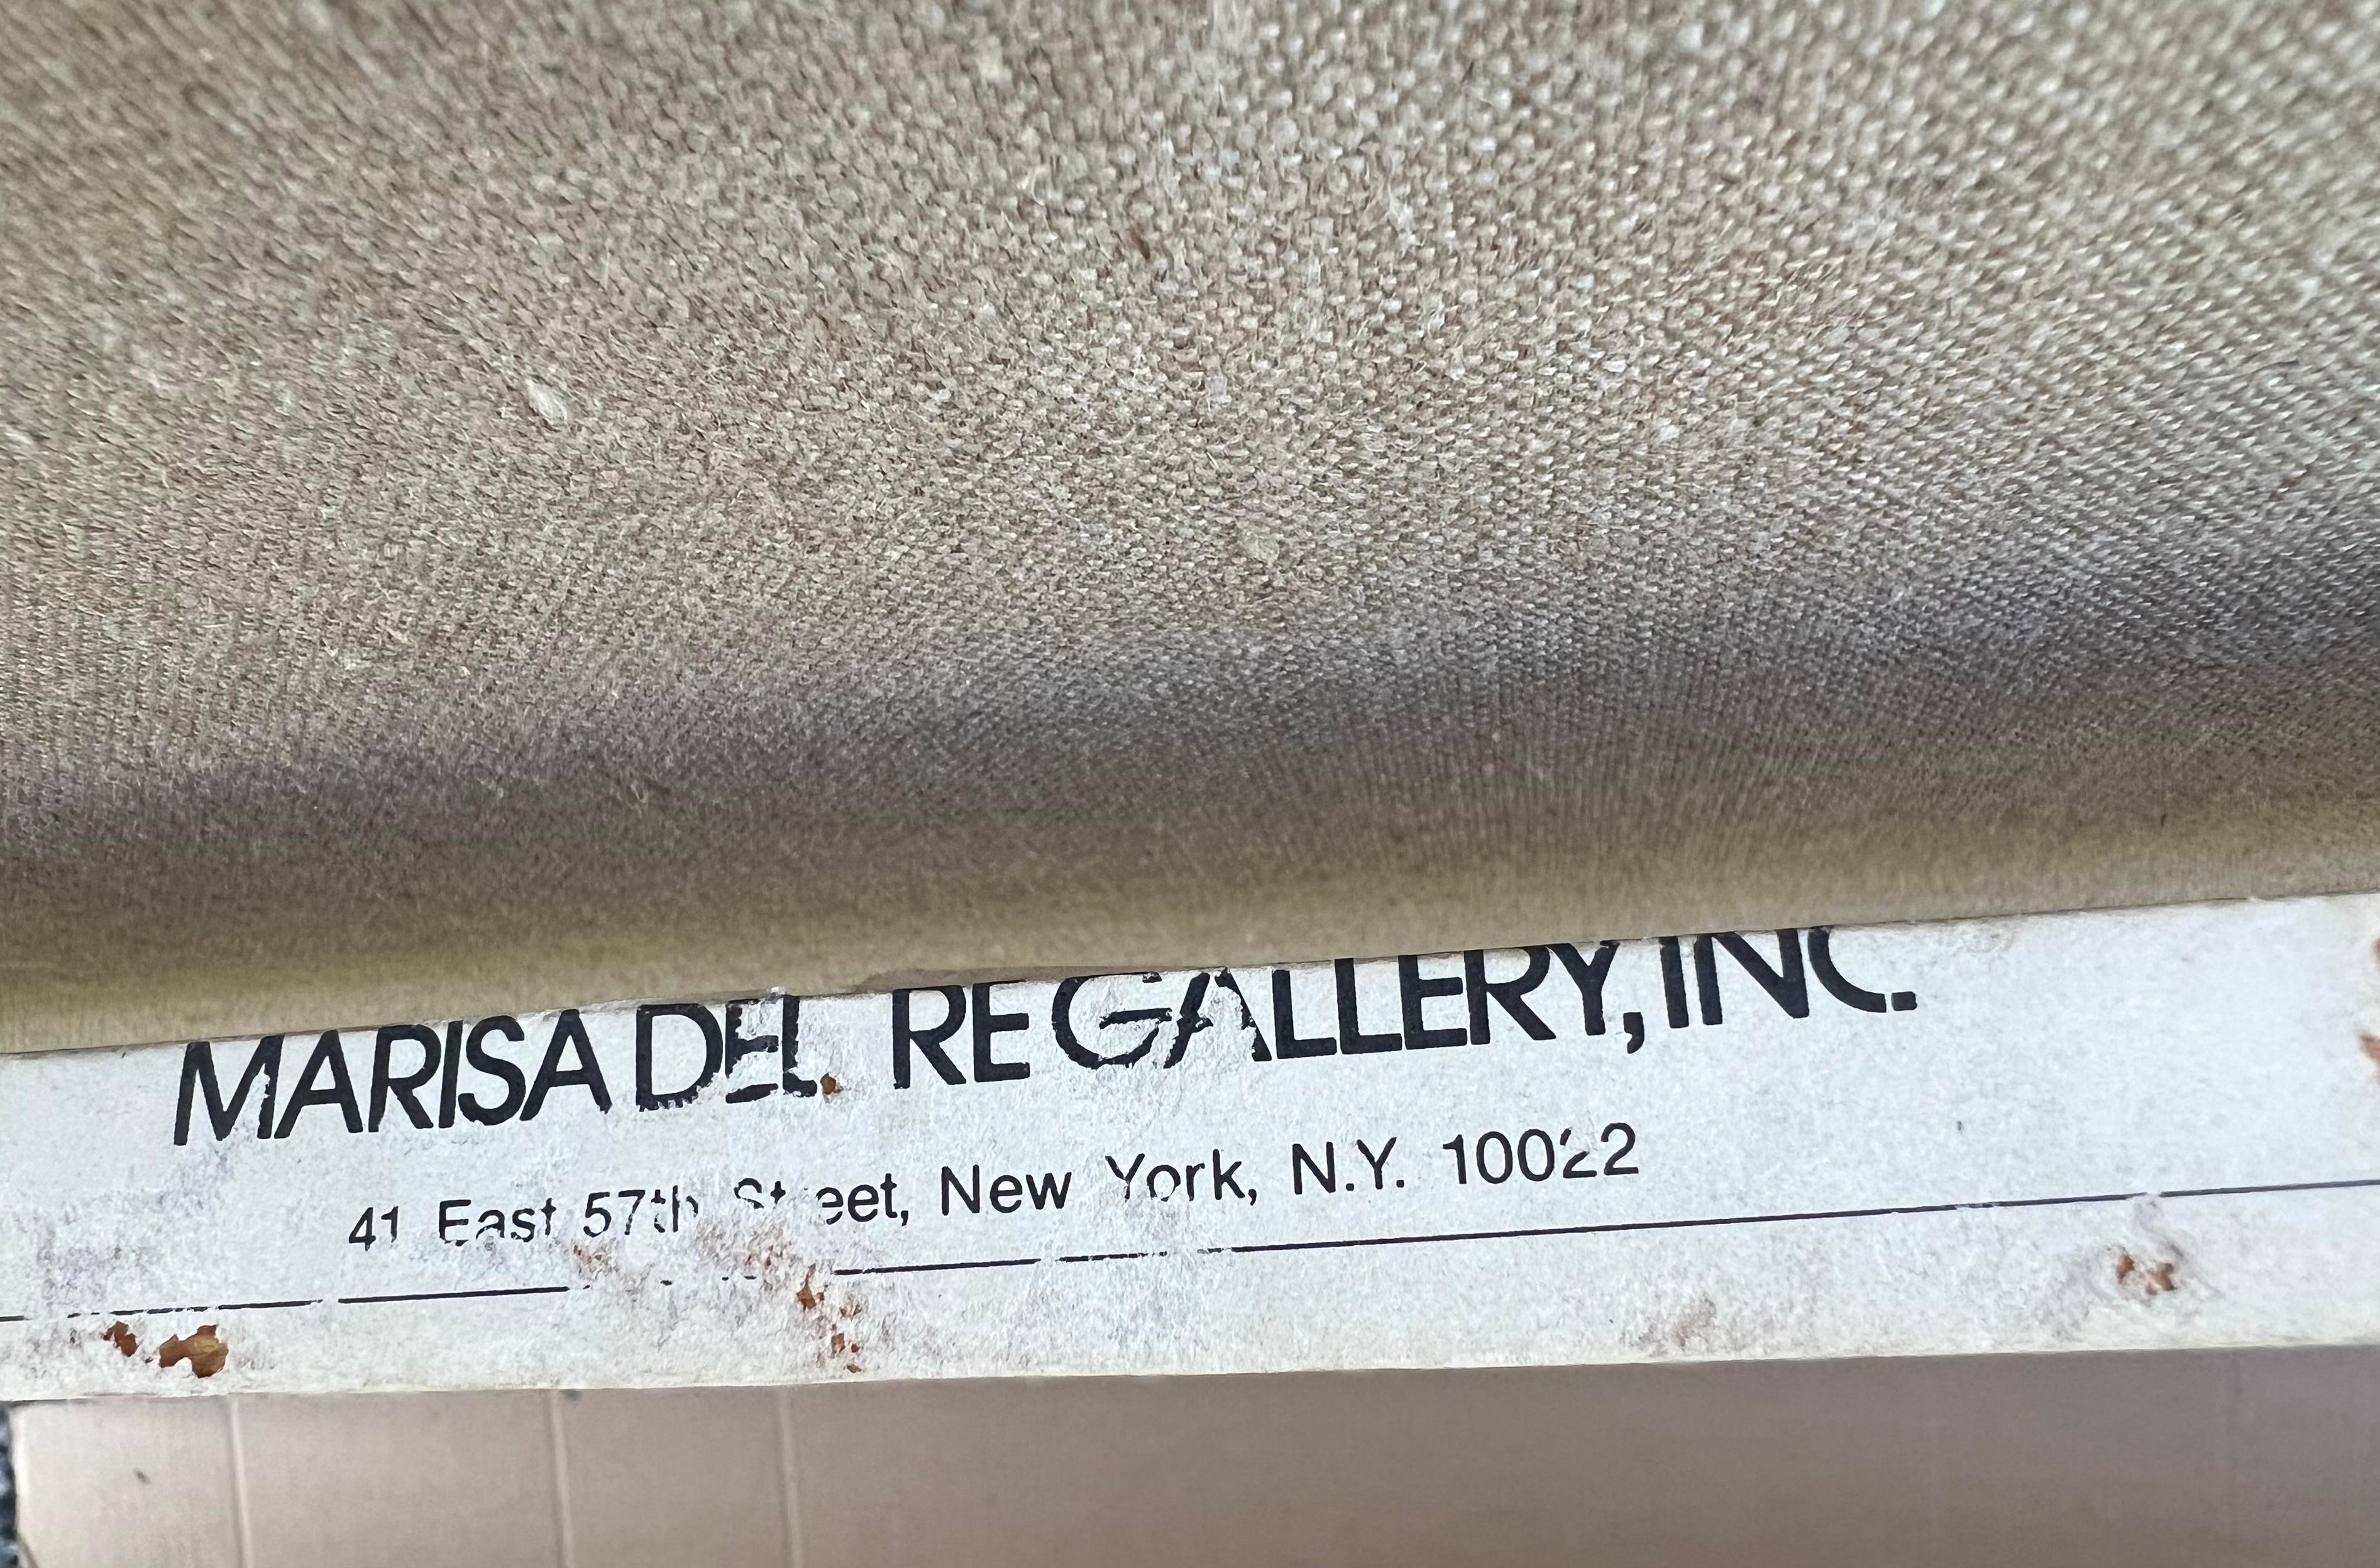 MARISA DEL RE GALLERY, INC.
41 East 57th Street, New York, N.Y. 10022